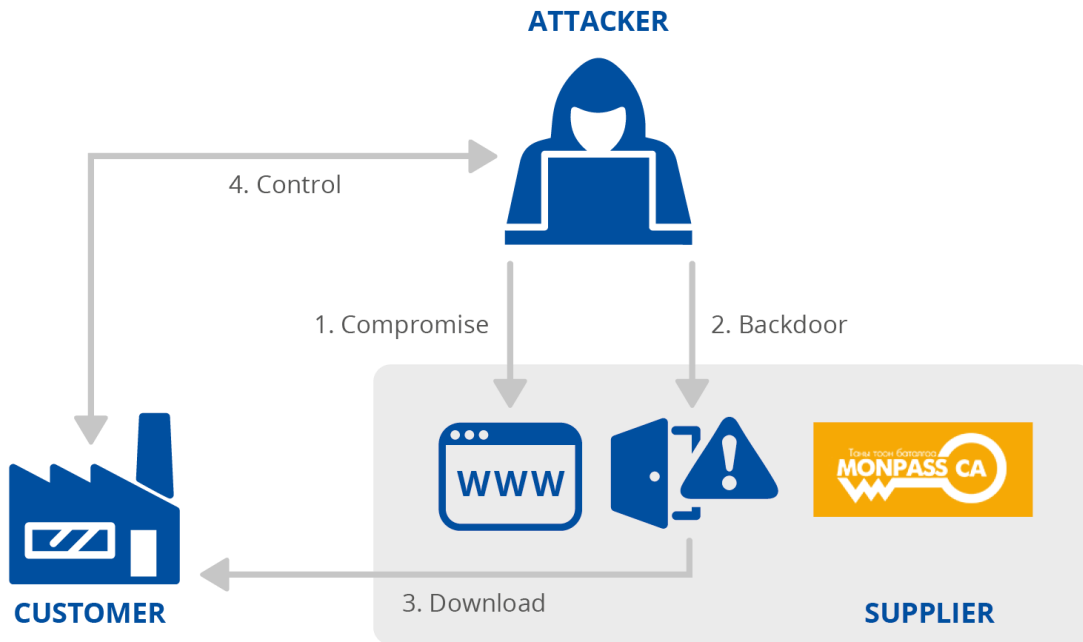 ATTACKER
4. Control
1. Compromise
2. Backdoor
WWW
Таны тоон баталгаа
MONPASS CA
3. Download
CUSTOMER
SUPPLIER